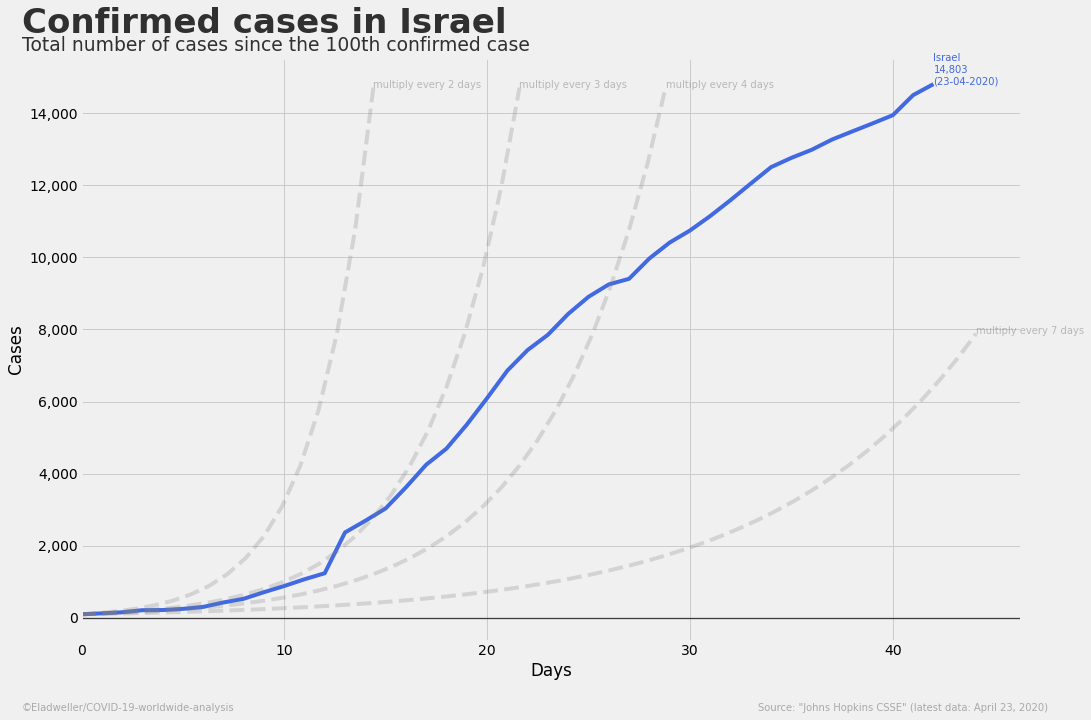 Confirmed cases in Israel
Total number of cases since the 100th confirmed case
Israel
14,803
(23-04-2020)
multiply every 2 days
multiply every 3 days
multiply every 4 days
multiply every 7 days
14,000
12,000
10,000
8,000
6,000
4,000
2,000
0
Cases
0
10
20
30
40
Days
©Eladweller/COVID-19-worldwide-analysis
Source: "Johns Hopkins CSSE" (latest data: April 23, 2020)